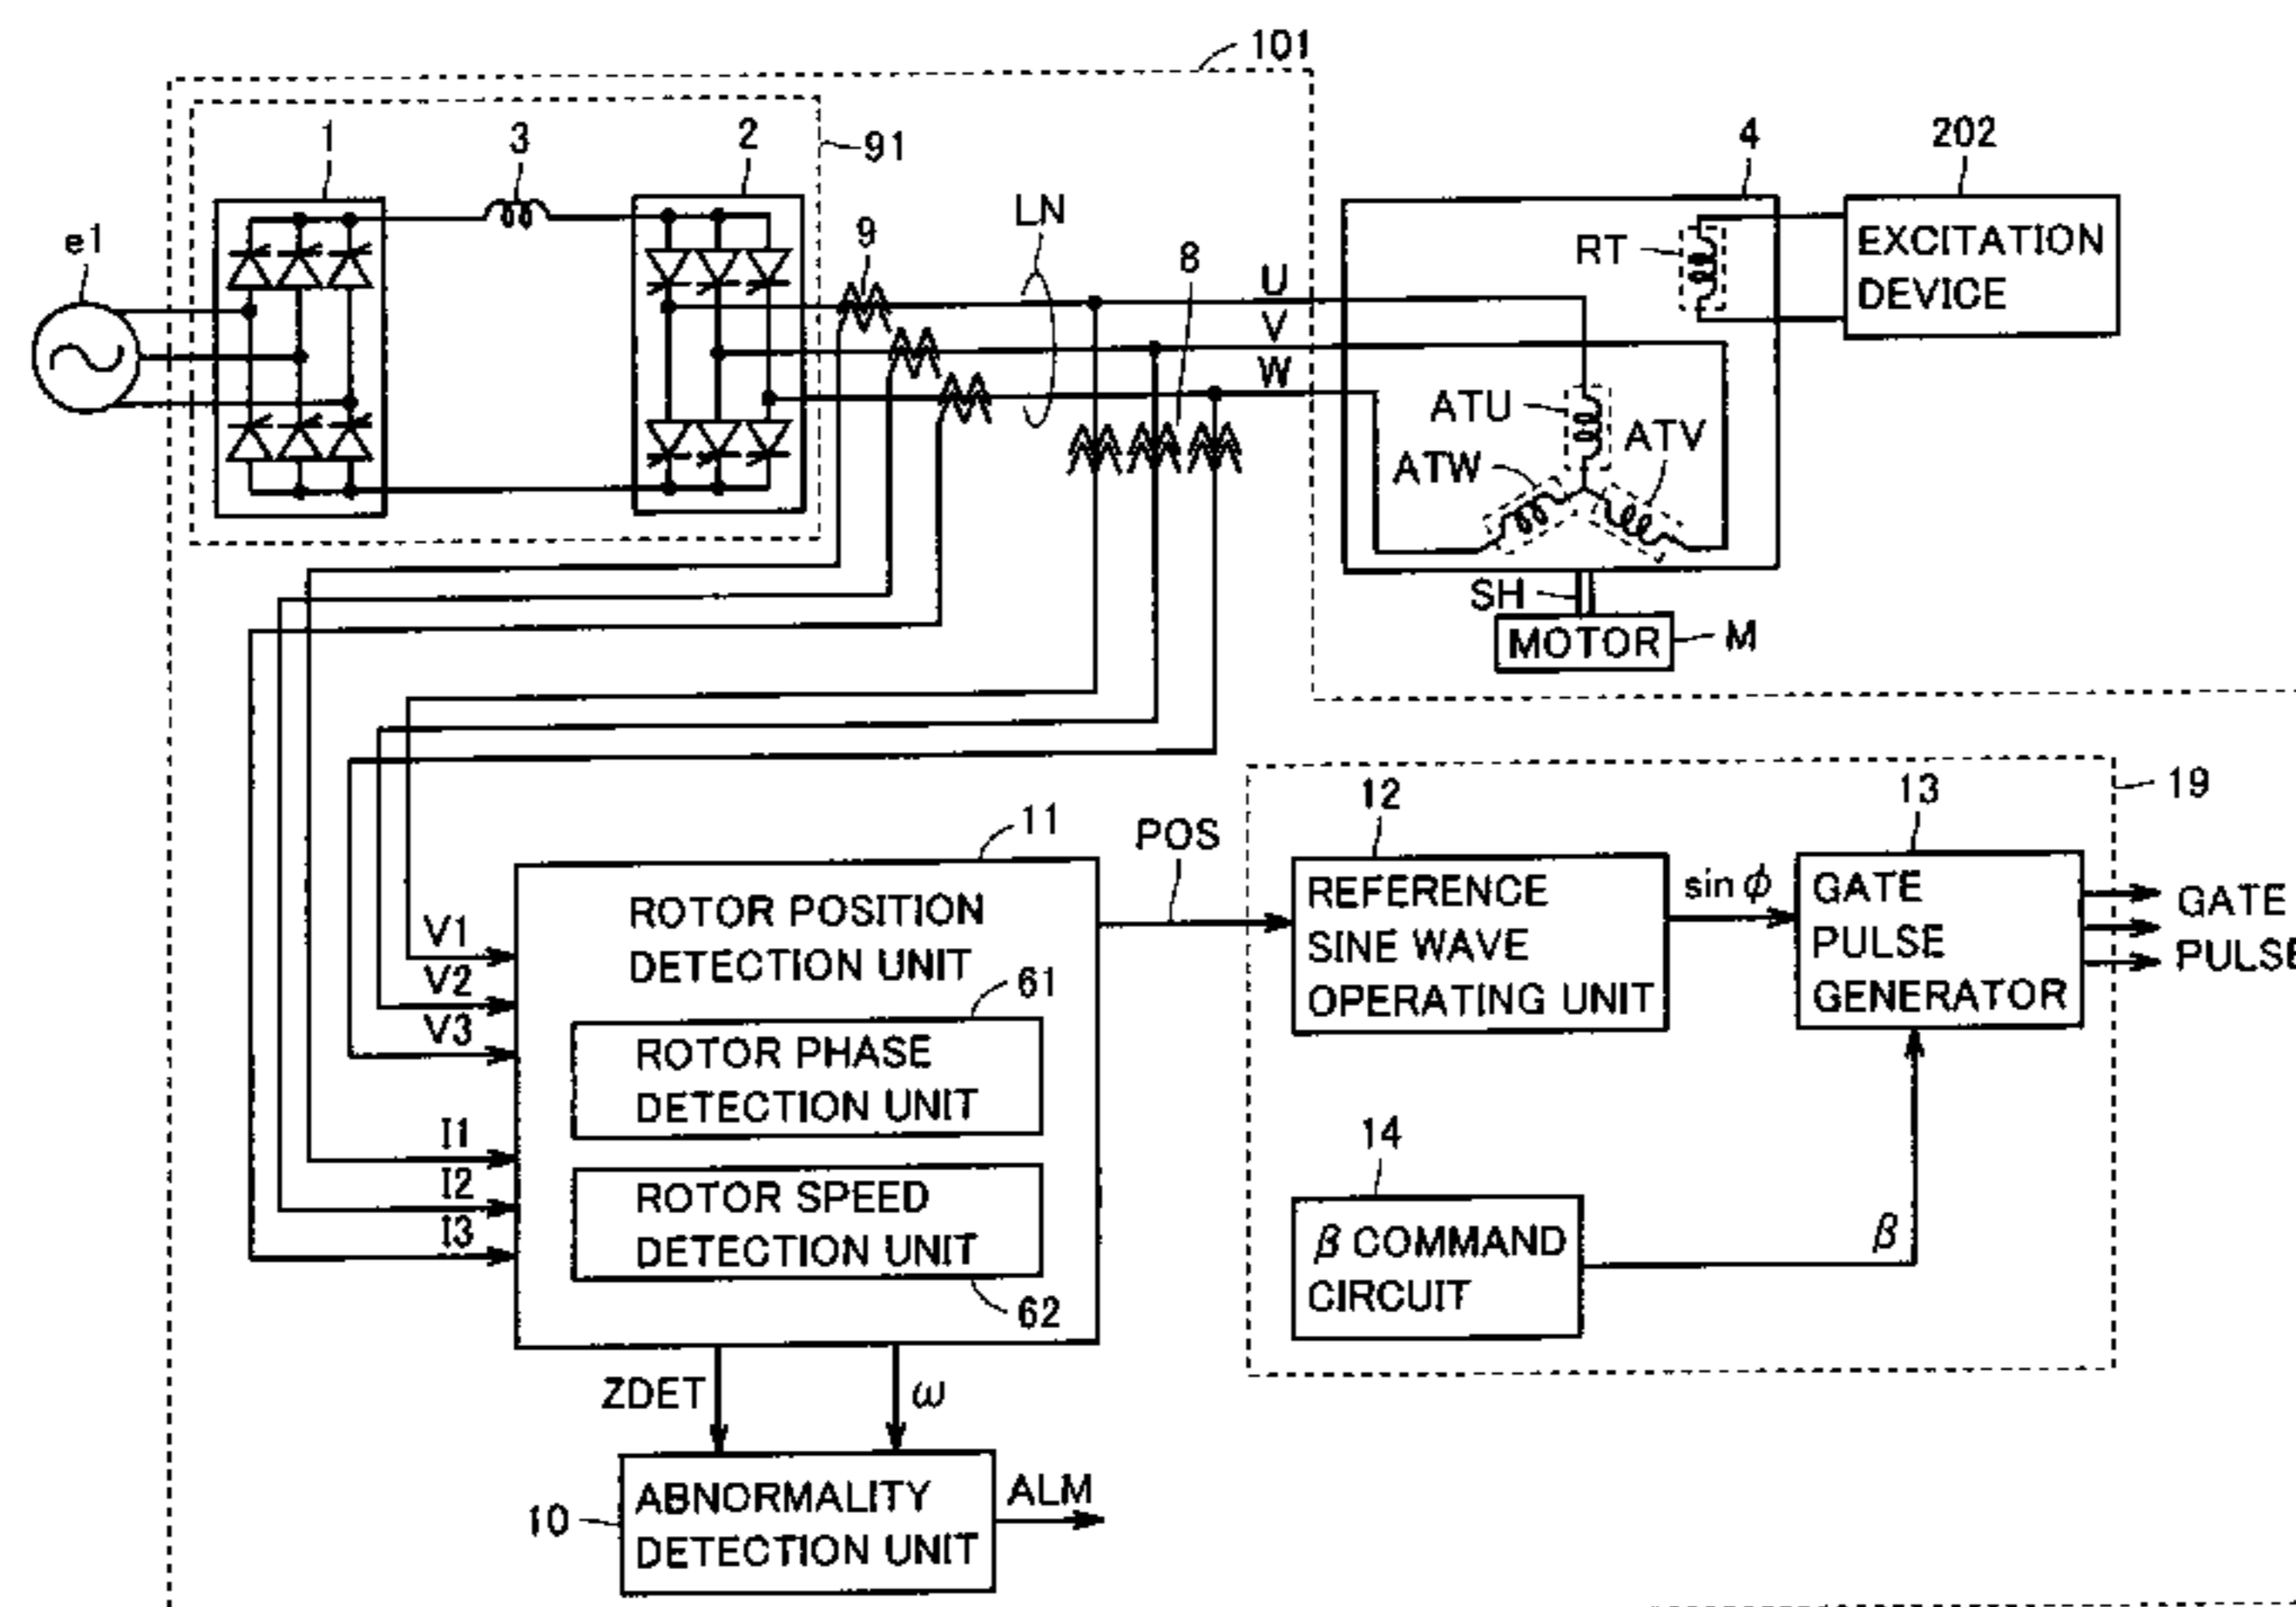 101
1
3
2
91
4
202
e1
9
LN
8
U
V
W
RT
EXCITATION
DEVICE
ATU
ATV
ATW
SH
MOTOR
M
11
POS
12
13
19
ROTOR POSITION
DETECTION UNIT
V1
V2
V3
61
ROTOR PHASE
DETECTION UNIT
I1
I2
I3
ROTOR SPEED
DETECTION UNIT
62
REFERENCE
SINE WAVE
OPERATING UNIT
sin ϕ
GATE
PULSE
GENERATOR
GATE
PULSE
14
β COMMAND
CIRCUIT
β
ZDET
ω
10
ABNORMALITY
DETECTION UNIT
ALM